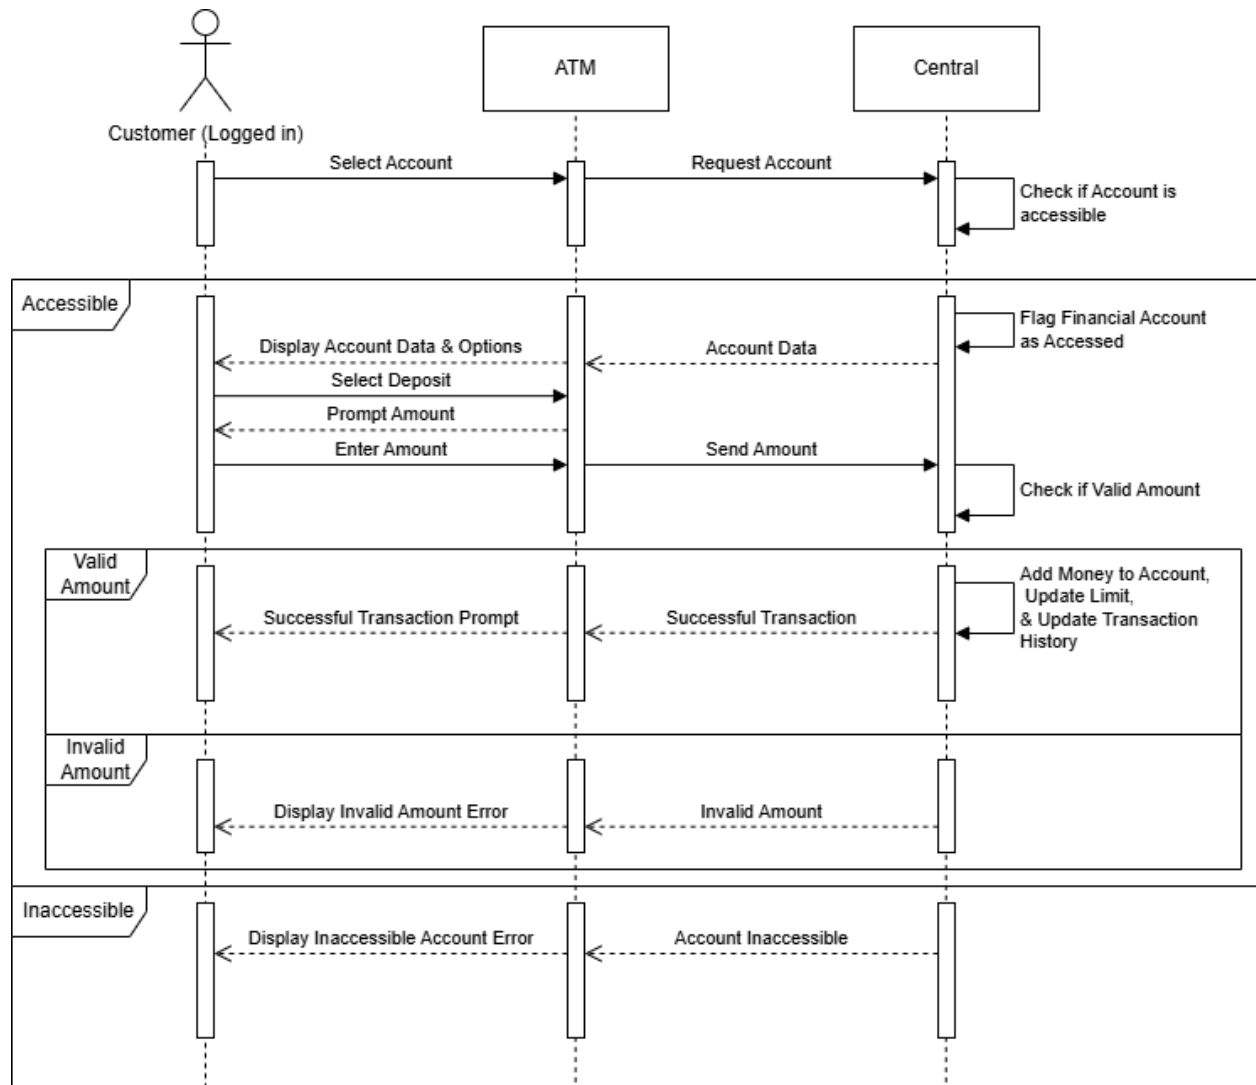 Customer (Logged in)
ATM
Central
Select Account
Request Account
Check if Account is
accessible
Accessible
Flag Financial Account
as Accessed
Display Account Data & Options
Account Data
Select Deposit
Prompt Amount
Enter Amount
Send Amount
Check if Valid Amount
Valid
Amount
Add Money to Account,
Update Limit,
& Update Transaction
History
Successful Transaction Prompt
Successful Transaction
Invalid
Amount
Display Invalid Amount Error
Invalid Amount
Inaccessible
Display Inaccessible Account Error
Account Inaccessible